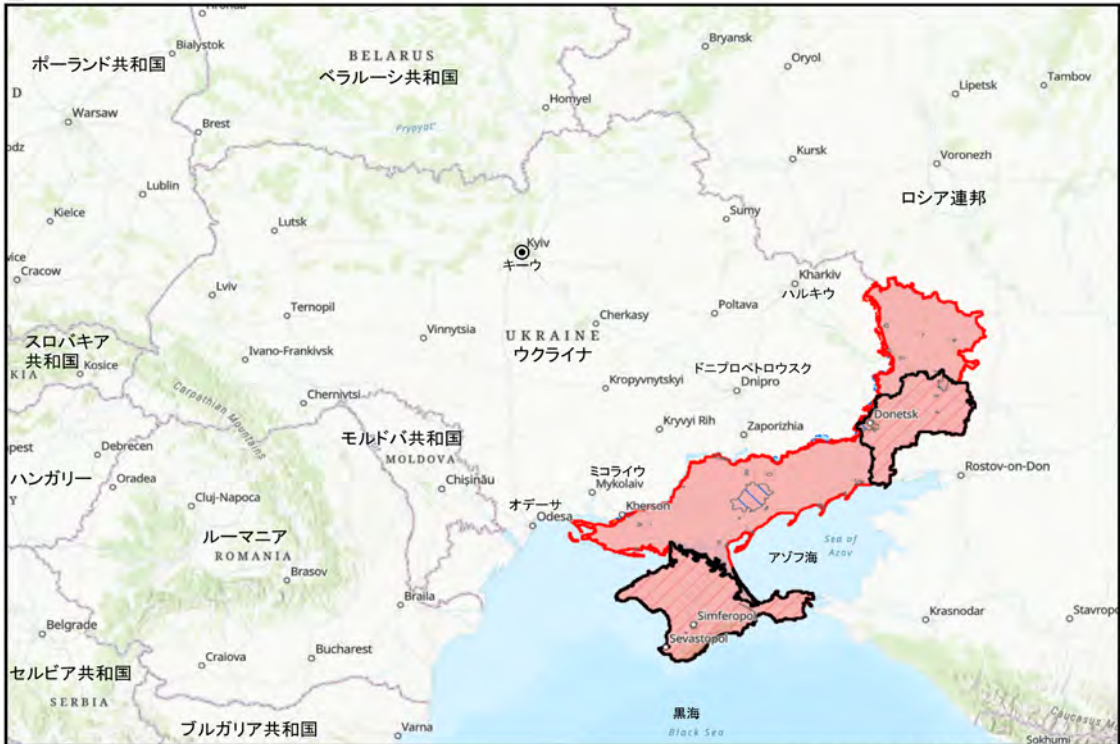 Bialystok
ポーランド共和国
BELARUS
ベラルーシ共和国
Bryansk
Oryol
Lipetsk
Tambov
D
Warsaw
Homyel
Brest
Prypyac'
Kursk
Voronezh
Lublin
ロシア連邦
Kielce
Lutsk
Sumy
Kyiv
キーウ
Cracow
Lviv
Kharkiv
ハルキウ
Ternopil
Poltava
Cherkasy
Vinnytsia
UKRAINE
ウクライナ
スロバキア
共和国
Kosice
KIA
Ivano-Frankivsk
ドニプロペトロウスク
Dnipro
Kropyvnytskyi
Carpathian Mountains
Chernivtsi
Donetsk
Kryvyi Rih
Zaporizhia
モルドバ共和国
MOLDOVA
Debrecen
ハンガリー
Y
Oradea
Chișinău
ミコライウ
Mykolaiv
Rostov-on-Don
Cluj-Napoca
オデーサ
Odesa
Kherson
ルーマニア
ROMANIA
Sea of
Azov
アゾフ海
Brasov
Braila
Simferopol
Krasnodar
Stavropo
Belgrade
Sevastopol
Craiova
Bucharest
セルビア共和国
SERBIA
ブルガリア共和国
Varna
黒海
Black Sea
Caucasus M
Sokhumi